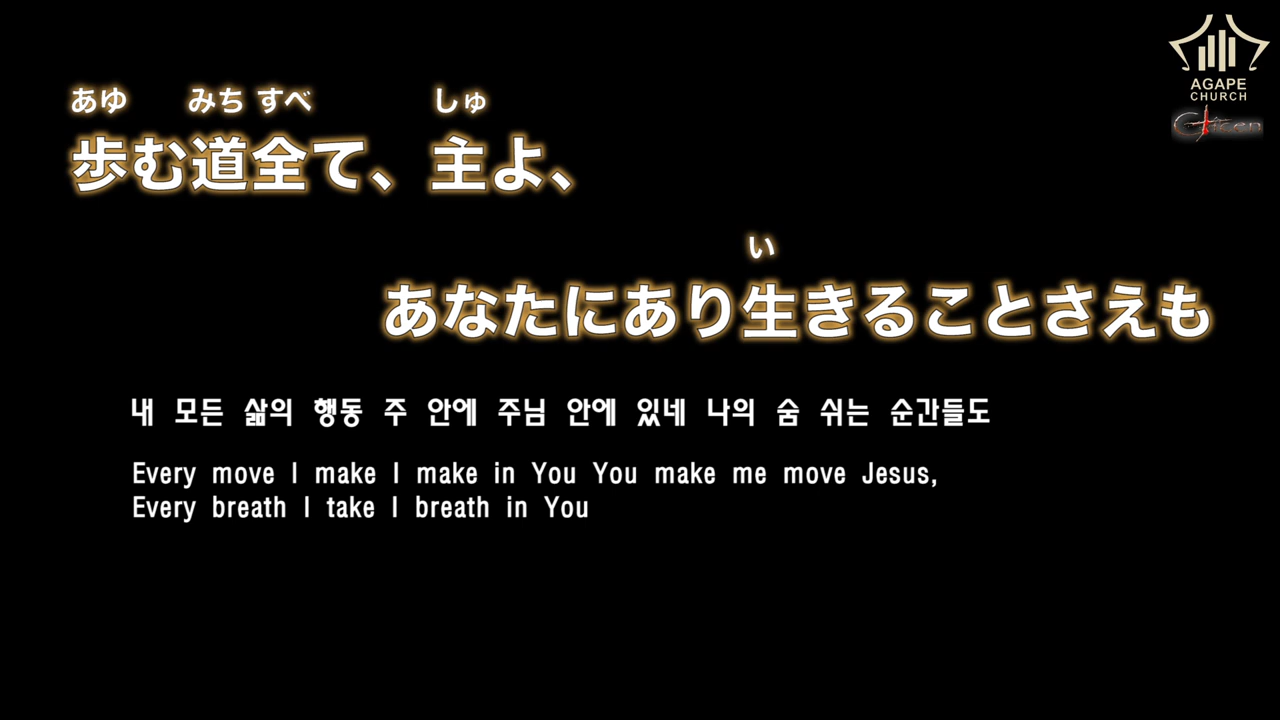 あゆ みち すべ しゅ
歩む道全て、主よ、
い
あなたにあり生きることさえも
내 모든 삶의 행동 주 안에 주님 안에 있네 나의 숨 쉬는 순간들도
Every move I make I make in You You make me move Jesus,
Every breath I take I breath in You
AGAPE
CHURCH